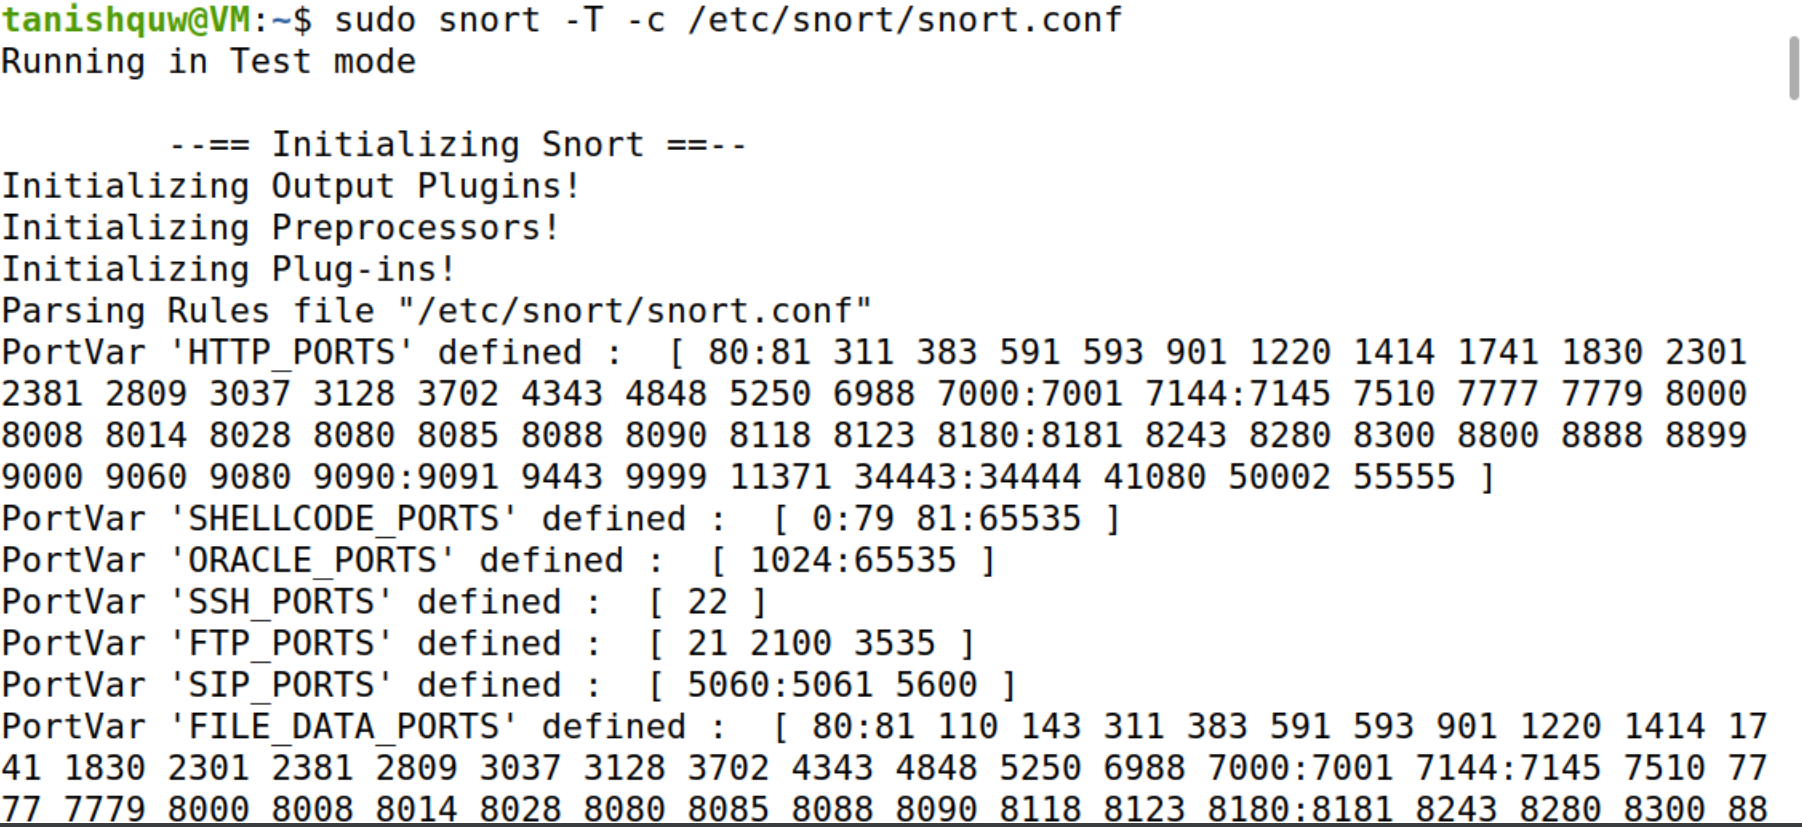 tanishquw@VM:~$ sudo snort -T -c /etc/snort/snort.conf
Running in Test mode
--== Initializing Snort ==--
Initializing Output Plugins!
Initializing Preprocessors!
Initializing Plug-ins!
Parsing Rules file "/etc/snort/snort.conf"
PortVar 'HTTP_PORTS' defined :  [ 80:81 311 383 591 593 901 1220 1414 1741 1830 2301
2381 2809 3037 3128 3702 4343 4848 5250 6988 7000:7001 7144:7145 7510 7777 7779 8000
8008 8014 8028 8080 8085 8088 8090 8118 8123 8180:8181 8243 8280 8300 8800 8888 8899
9000 9060 9080 9090:9091 9443 9999 11371 34443:34444 41080 50002 55555 ]
PortVar 'SHELLCODE_PORTS' defined :  [ 0:79 81:65535 ]
PortVar 'ORACLE_PORTS' defined :  [ 1024:65535 ]
PortVar 'SSH_PORTS' defined :  [ 22 ]
PortVar 'FTP_PORTS' defined :  [ 21 2100 3535 ]
PortVar 'SIP_PORTS' defined :  [ 5060:5061 5600 ]
PortVar 'FILE_DATA_PORTS' defined :  [ 80:81 110 143 311 383 591 593 901 1220 1414 17
41 1830 2301 2381 2809 3037 3128 3702 4343 4848 5250 6988 7000:7001 7144:7145 7510 77
77 7779 8000 8008 8014 8028 8080 8085 8088 8090 8118 8123 8180:8181 8243 8280 8300 88